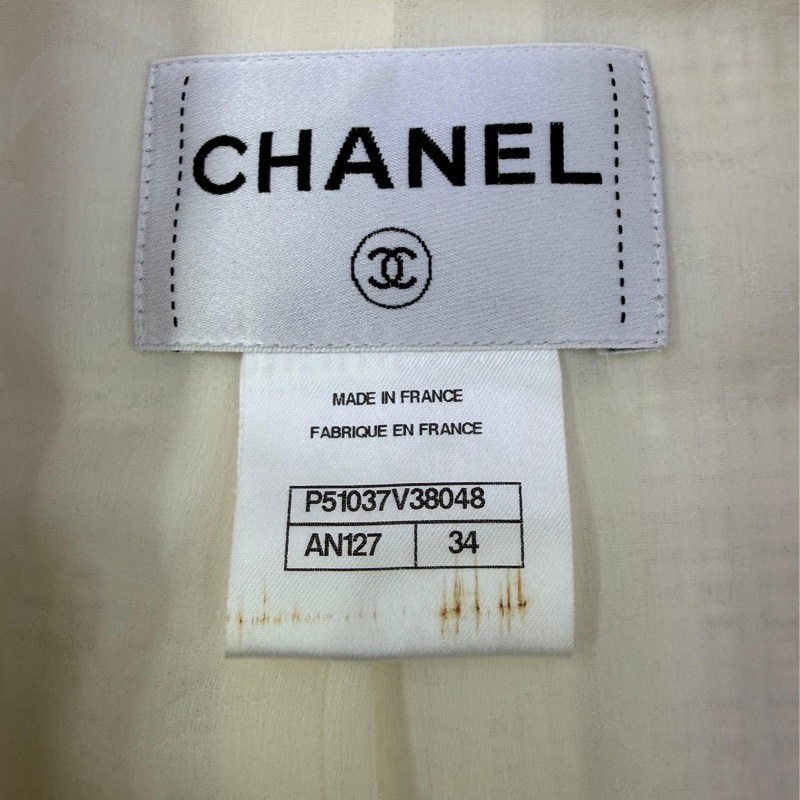 CHANEL
MADE IN FRANCE
FABRIQUE EN FRANCE
P51037V38048
AN127 34